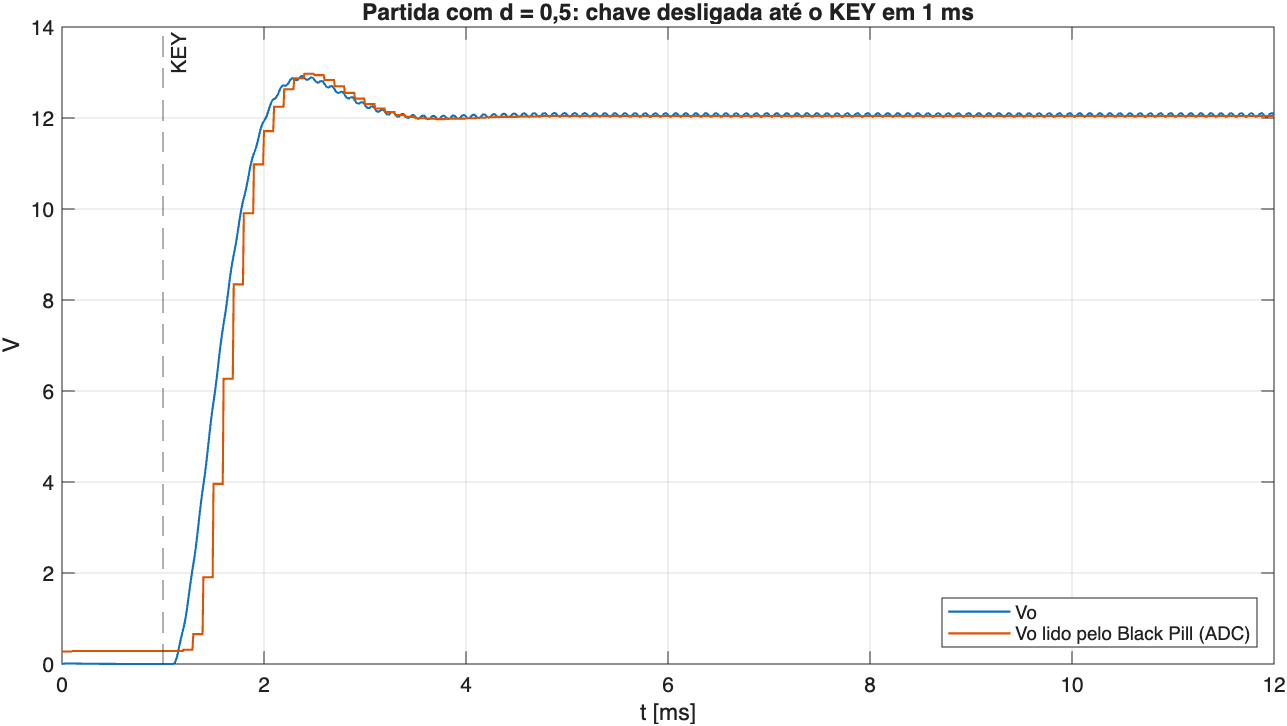 Partida com d = 0,5: chave desligada até o KEY em 1 ms
14
12
10
8
6
4
2
0
V
KEY
Vo
Vo lido pelo Black Pill (ADC)
0
2
4
6
8
10
12
t [ms]